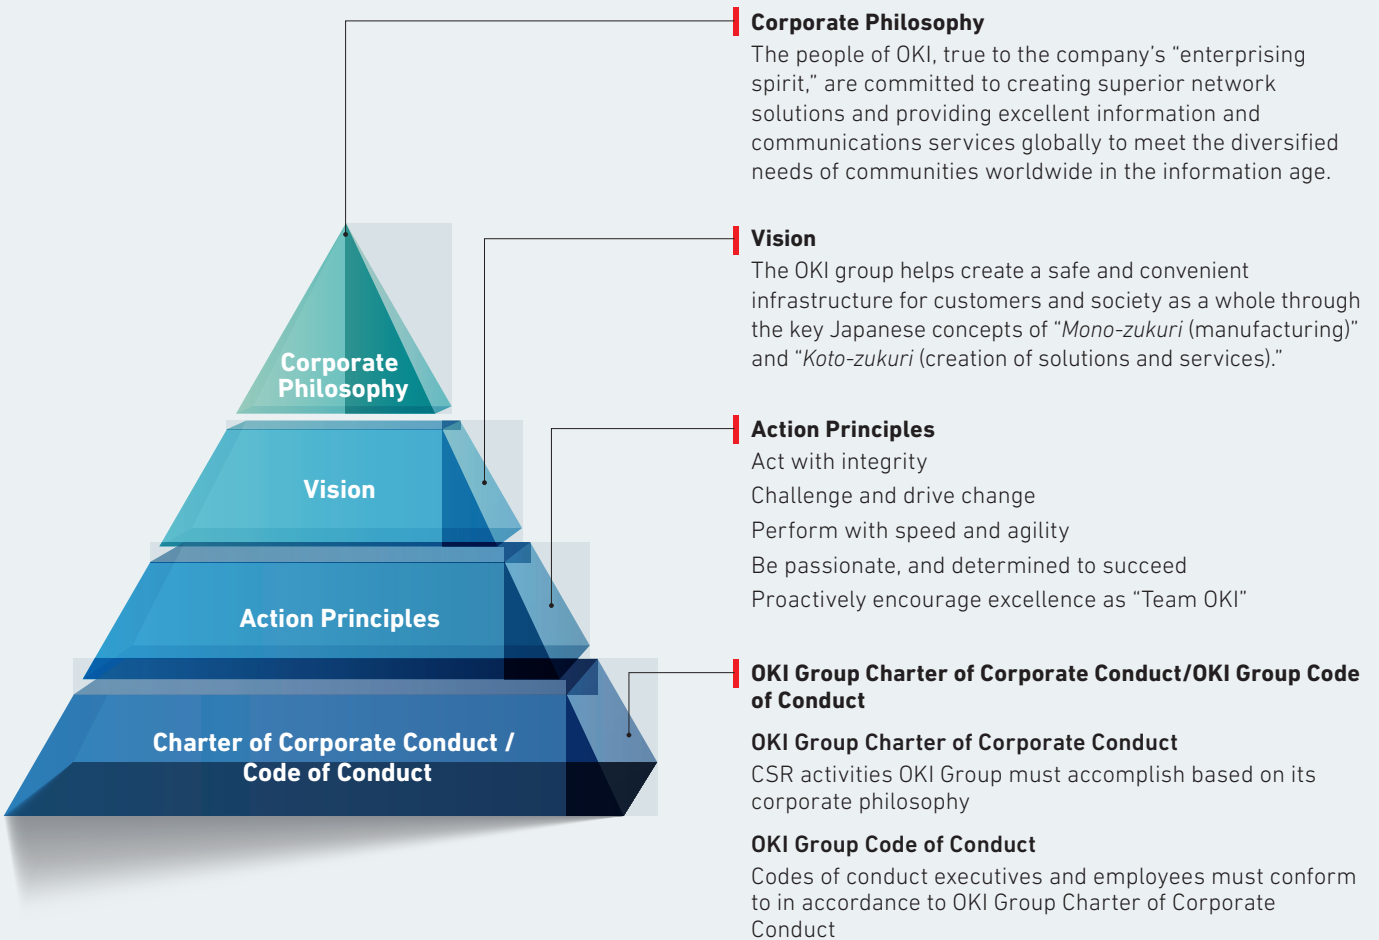 Corporate Philosophy
The people of OKI, true to the company's “enterprising
spirit,” are committed to creating superior network
solutions and providing excellent information and
communications services globally to meet the diversified
needs of communities worldwide in the information age.
Vision
The OKI group helps create a safe and convenient
infrastructure for customers and society as a whole through
the key Japanese concepts of “Mono-zukuri (manufacturing)”
and “Koto-zukuri (creation of solutions and services).”
Action Principles
Act with integrity
Challenge and drive change
Perform with speed and agility
Be passionate, and determined to succeed
Proactively encourage excellence as “Team OKI”
OKI Group Charter of Corporate Conduct/OKI Group Code
of Conduct
OKI Group Charter of Corporate Conduct
CSR activities OKI Group must accomplish based on its
corporate philosophy
OKI Group Code of Conduct
Codes of conduct executives and employees must conform
to in accordance to OKI Group Charter of Corporate
Conduct
Corporate
Philosophy
Vision
Action Principles
Charter of Corporate Conduct /
Code of Conduct